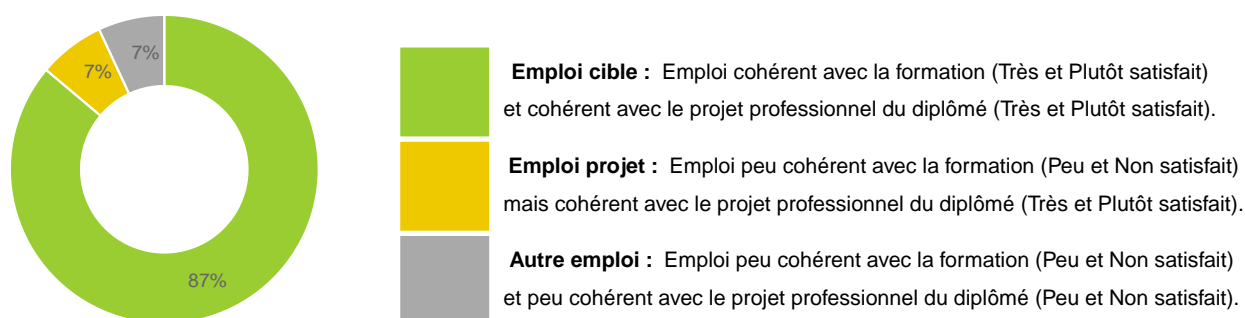 7%
7%
87%
Emploi cible : Emploi cohérent avec la formation (Très et Plutôt satisfait)
et cohérent avec le projet professionnel du diplômé (Très et Plutôt satisfait).
Emploi projet : Emploi peu cohérent avec la formation (Peu et Non satisfait)
mais cohérent avec le projet professionnel du diplômé (Très et Plutôt satisfait).
Autre emploi : Emploi peu cohérent avec la formation (Peu et Non satisfait)
et peu cohérent avec le projet professionnel du diplômé (Peu et Non satisfait).